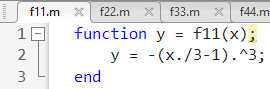 f11.m × f22.m × f33.m × f44.m
1 function y = f11(x);
2 y = -(x./3-1).^3;
3 end